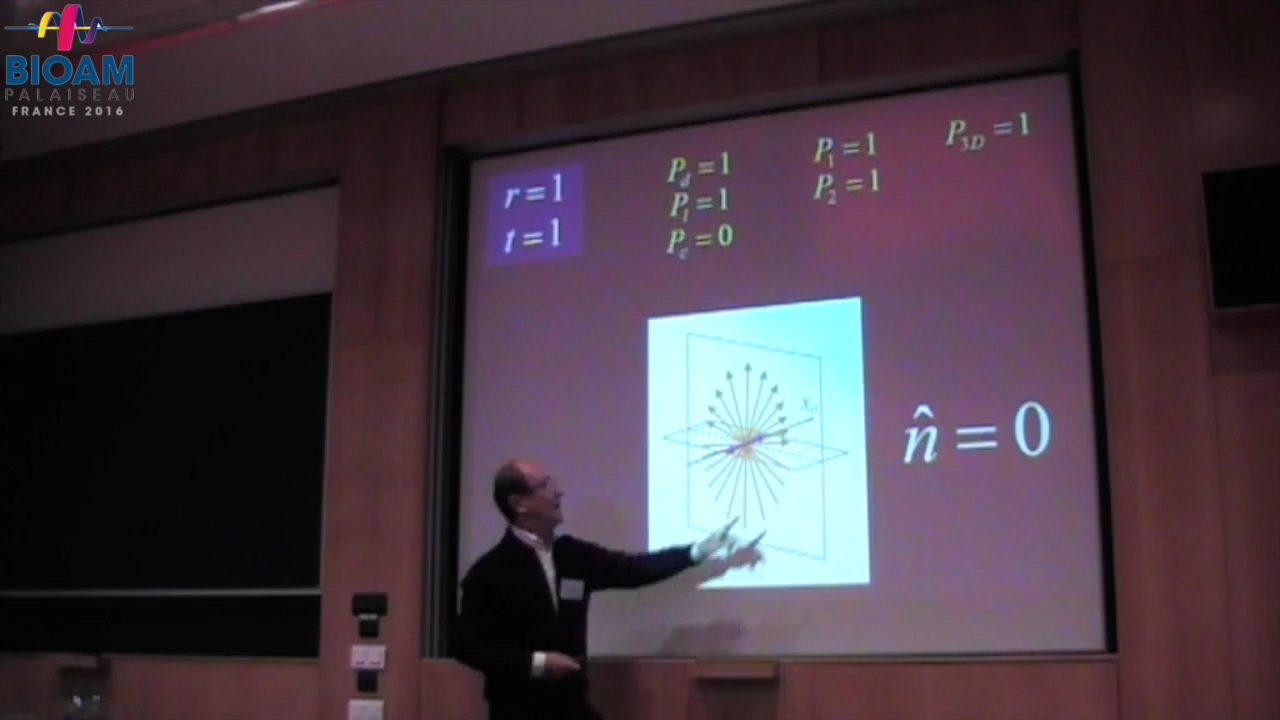 BIOAM
PALAISEAU
FRANCE 2016
r = 1
t = 1
P_d = 1
P_l = 1
P_c = 0
P_1 = 1
P_2 = 1
P_3D = 1
n̂ = 0